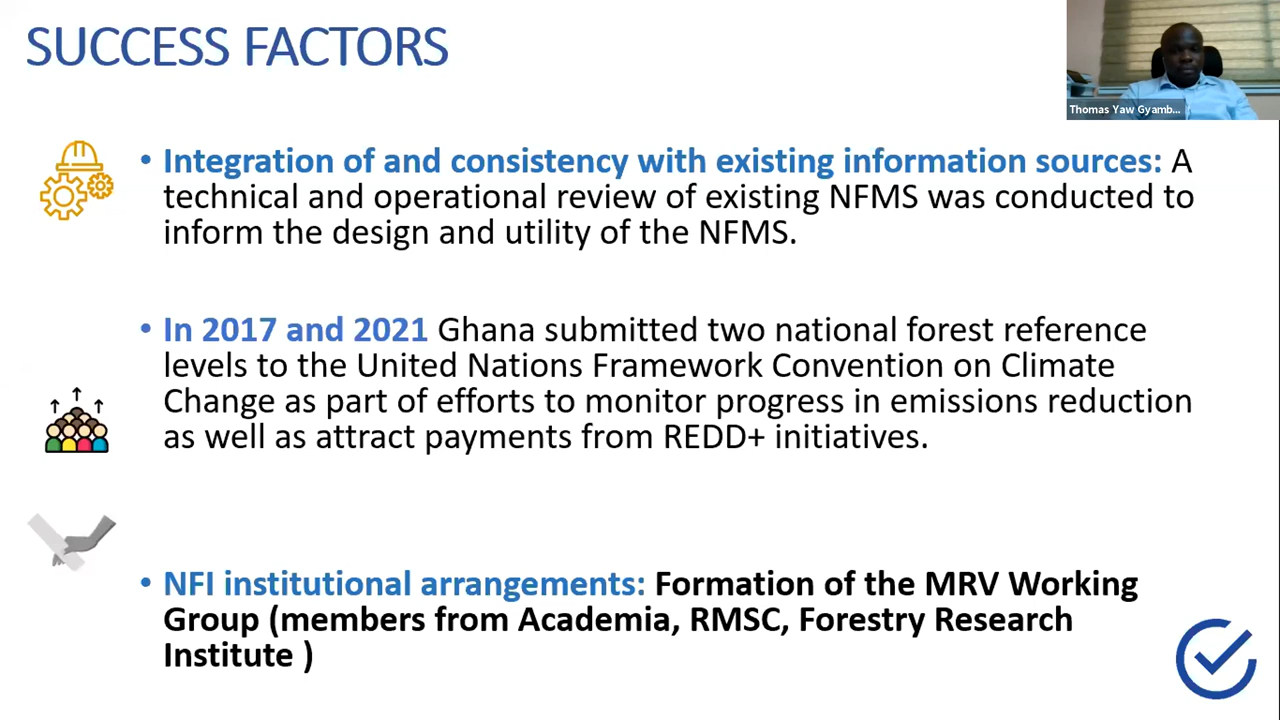 SUCCESS FACTORS
Thomas Yaw Gyamb...
• Integration of and consistency with existing information sources: A
technical and operational review of existing NFMS was conducted to
inform the design and utility of the NFMS.
• In 2017 and 2021 Ghana submitted two national forest reference
levels to the United Nations Framework Convention on Climate
Change as part of efforts to monitor progress in emissions reduction
as well as attract payments from REDD+ initiatives.
• NFI institutional arrangements: Formation of the MRV Working
Group (members from Academia, RMSC, Forestry Research
Institute )